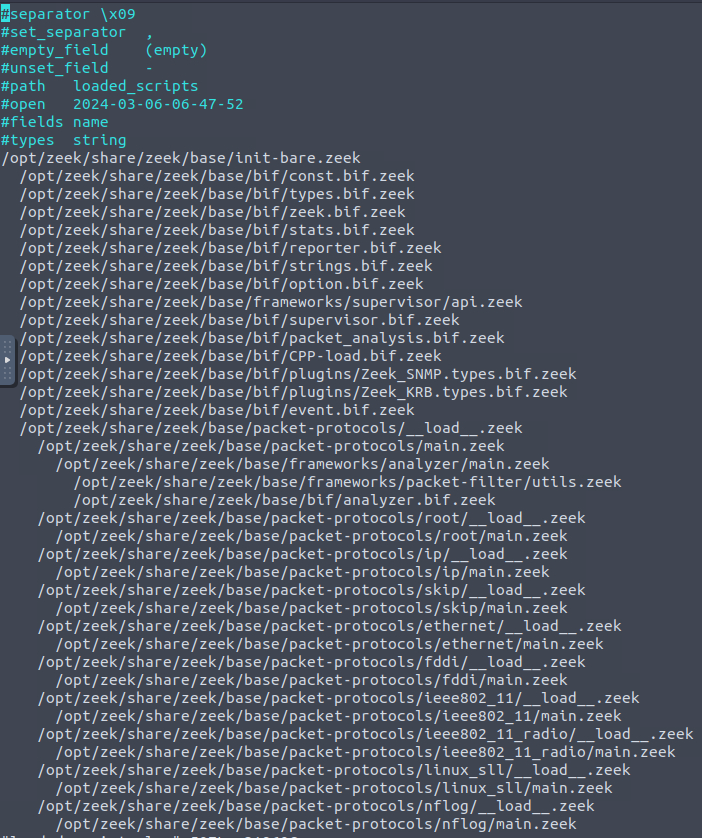 #separator \x09
#set_separator  ,
#empty_field    (empty)
#unset_field    -
#path   loaded_scripts
#open   2024-03-06-06-47-52
#fields name
#types  string
/opt/zeek/share/zeek/base/init-bare.zeek
  /opt/zeek/share/zeek/base/bif/const.bif.zeek
  /opt/zeek/share/zeek/base/bif/types.bif.zeek
  /opt/zeek/share/zeek/base/bif/zeek.bif.zeek
  /opt/zeek/share/zeek/base/bif/stats.bif.zeek
  /opt/zeek/share/zeek/base/bif/reporter.bif.zeek
  /opt/zeek/share/zeek/base/bif/strings.bif.zeek
  /opt/zeek/share/zeek/base/bif/option.bif.zeek
  /opt/zeek/share/zeek/base/frameworks/supervisor/api.zeek
  /opt/zeek/share/zeek/base/bif/supervisor.bif.zeek
  /opt/zeek/share/zeek/base/bif/packet_analysis.bif.zeek
  /opt/zeek/share/zeek/base/bif/CPP-load.bif.zeek
  /opt/zeek/share/zeek/base/bif/plugins/Zeek_SNMP.types.bif.zeek
  /opt/zeek/share/zeek/base/bif/plugins/Zeek_KRB.types.bif.zeek
  /opt/zeek/share/zeek/base/bif/event.bif.zeek
  /opt/zeek/share/zeek/base/packet-protocols/__load__.zeek
    /opt/zeek/share/zeek/base/packet-protocols/main.zeek
      /opt/zeek/share/zeek/base/frameworks/analyzer/main.zeek
        /opt/zeek/share/zeek/base/frameworks/packet-filter/utils.zeek
        /opt/zeek/share/zeek/base/bif/analyzer.bif.zeek
    /opt/zeek/share/zeek/base/packet-protocols/root/__load__.zeek
      /opt/zeek/share/zeek/base/packet-protocols/root/main.zeek
    /opt/zeek/share/zeek/base/packet-protocols/ip/__load__.zeek
      /opt/zeek/share/zeek/base/packet-protocols/ip/main.zeek
    /opt/zeek/share/zeek/base/packet-protocols/skip/__load__.zeek
      /opt/zeek/share/zeek/base/packet-protocols/skip/main.zeek
    /opt/zeek/share/zeek/base/packet-protocols/ethernet/__load__.zeek
      /opt/zeek/share/zeek/base/packet-protocols/ethernet/main.zeek
    /opt/zeek/share/zeek/base/packet-protocols/fddi/__load__.zeek
      /opt/zeek/share/zeek/base/packet-protocols/fddi/main.zeek
    /opt/zeek/share/zeek/base/packet-protocols/ieee802_11/__load__.zeek
      /opt/zeek/share/zeek/base/packet-protocols/ieee802_11/main.zeek
    /opt/zeek/share/zeek/base/packet-protocols/ieee802_11_radio/__load__.zeek
      /opt/zeek/share/zeek/base/packet-protocols/ieee802_11_radio/main.zeek
    /opt/zeek/share/zeek/base/packet-protocols/linux_sll/__load__.zeek
      /opt/zeek/share/zeek/base/packet-protocols/linux_sll/main.zeek
    /opt/zeek/share/zeek/base/packet-protocols/nflog/__load__.zeek
      /opt/zeek/share/zeek/base/packet-protocols/nflog/main.zeek